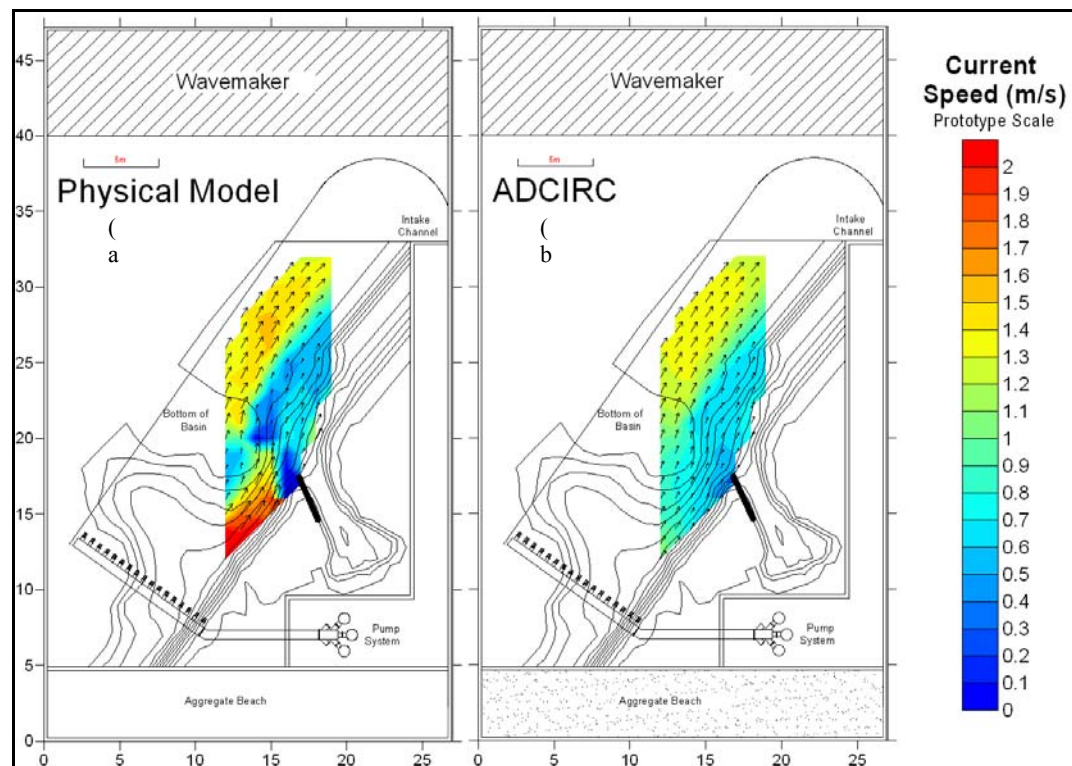 Wavemaker
6m
Physical Model
(
a
Intake
Channel
Bottom of
Basin
Pump
System
Aggregate Beach
45
40
35
30
25
20
15
10
5
0
0
5
10
15
20
25
Wavemaker
6m
ADCIRC
(
b
Intake
Channel
Bottom of
Basin
Pump
System
Aggregate Beach
0
5
10
15
20
25
Current
Speed (m/s)
Prototype Scale
2
1.9
1.8
1.7
1.6
1.5
1.4
1.3
1.2
1.1
1
0.9
0.8
0.7
0.6
0.5
0.4
0.3
0.2
0.1
0